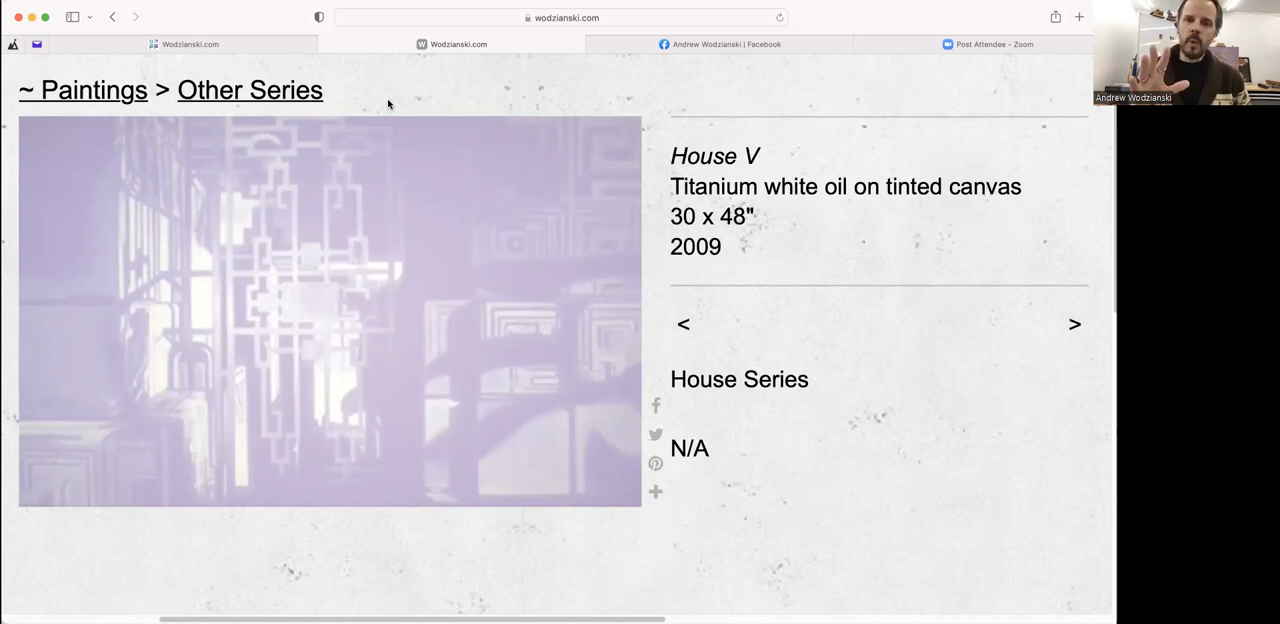 wodzianski.com
Wodzianski.com
W Wodzianski.com
Andrew Wodzianski | Facebook
Post Attendee - Zoom
Andrew Wodzianski
~ Paintings > Other Series
House V
Titanium white oil on tinted canvas
30 x 48"
2009
< >
House Series
N/A